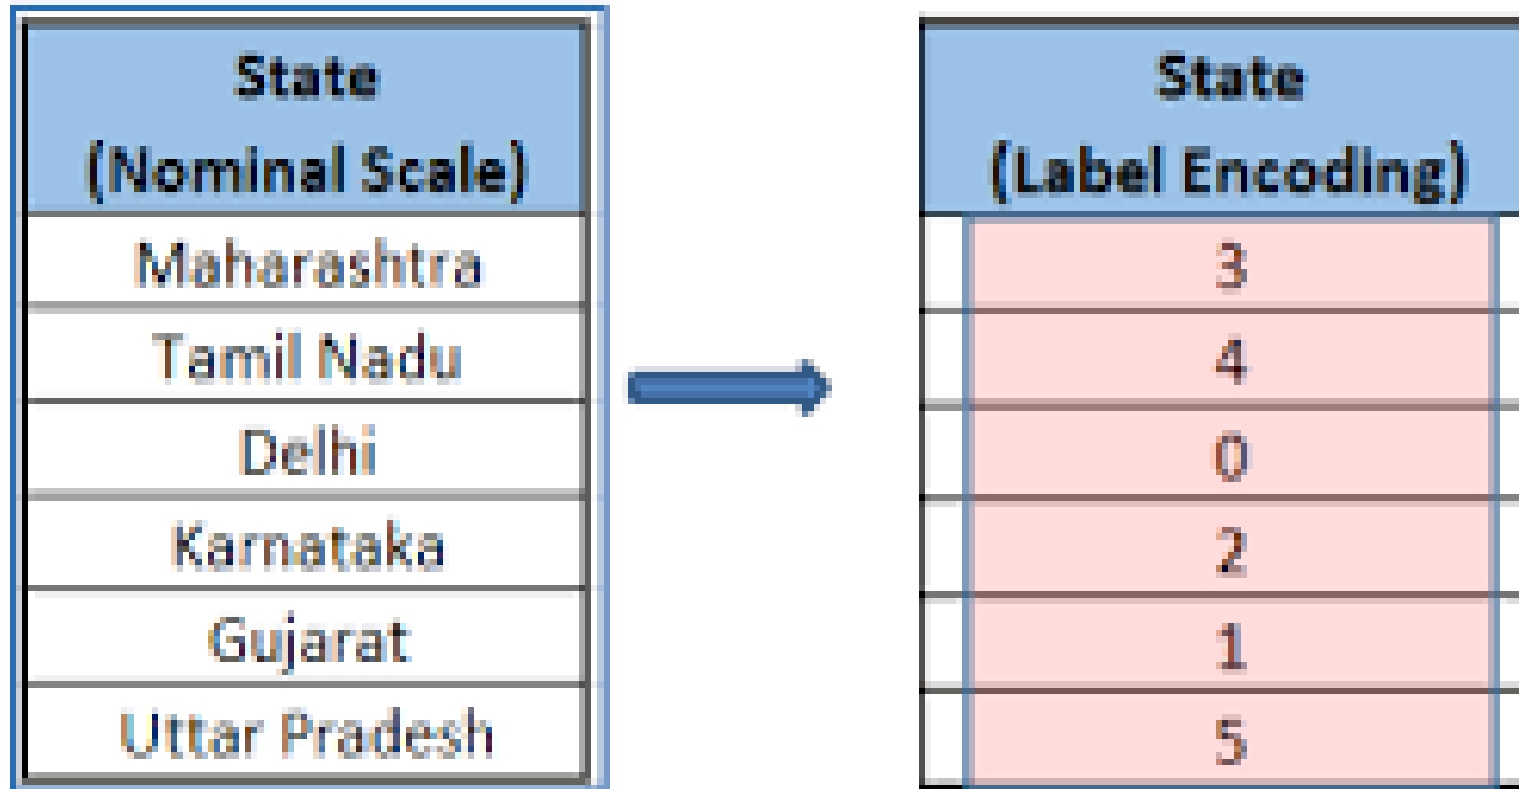 State
(Nominal Scale)
Maharashtra
Tamil Nadu
Delhi
Karnataka
Gujarat
Uttar Pradesh
State
(Label Encoding)
3
4
0
2
1
5